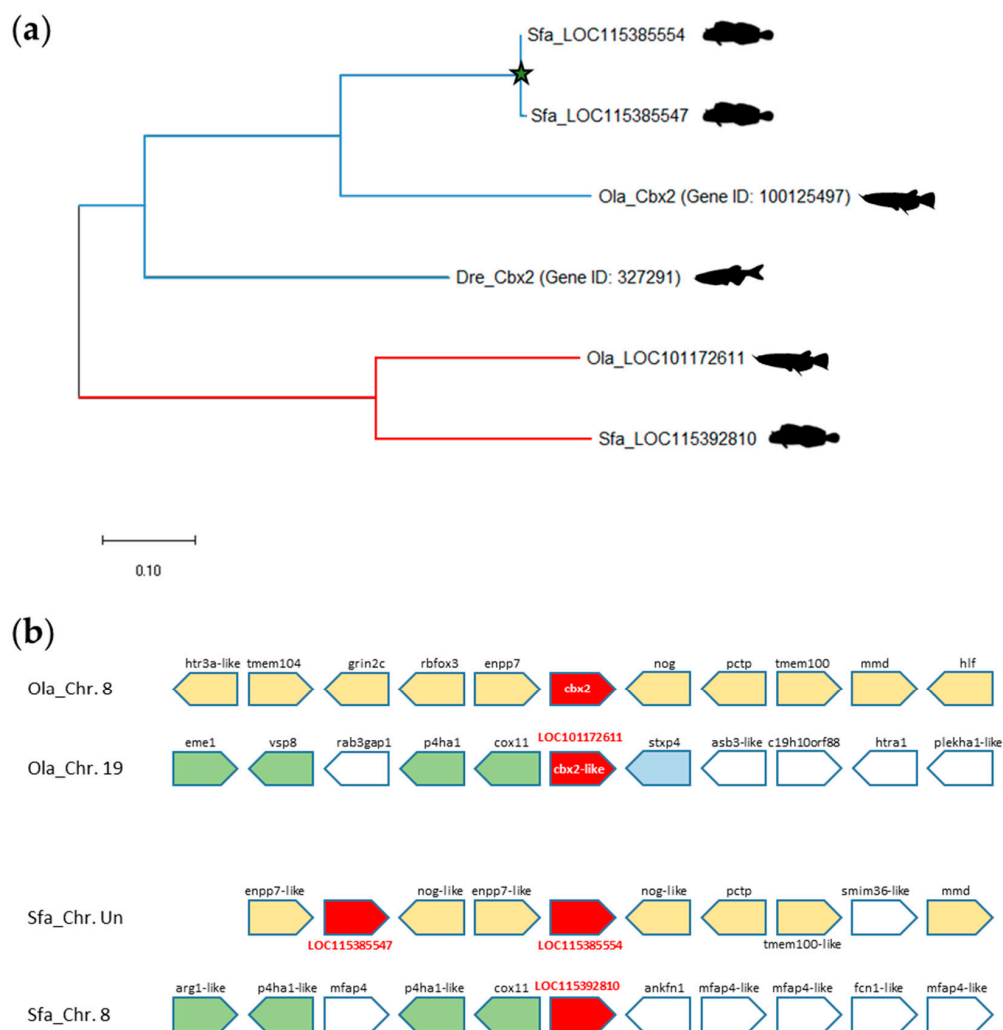 (a)
Sfa_LOC115385554
Sfa_LOC115385547
Ola_Cbx2 (Gene ID: 100125497)
Dre_Cbx2 (Gene ID: 327291)
Ola_LOC101172611
Sfa_LOC115392810
0.10
(b)
htr3a-like tmem104 grin2c rbfox3 enpp7 nog pctp tmem100 mmd hlf
Ola_Chr. 8 cbx2
eme1 vsp8 rab3gap1 p4ha1 cox11 LOC101172611 stxp4 asb3-like c19h10orf88 htra1 plekha1-like
Ola_Chr. 19 cbx2-like
enpp7-like nog-like enpp7-like nog-like pctp smim36-like mmd
Sfa_Chr. Un
LOC115385547 LOC115385554 tmem100-like
arg1-like p4ha1-like mfap4 p4ha1-like cox11 LOC115392810 ankfn1 mfap4-like mfap4-like fcn1-like mfap4-like
Sfa_Chr. 8